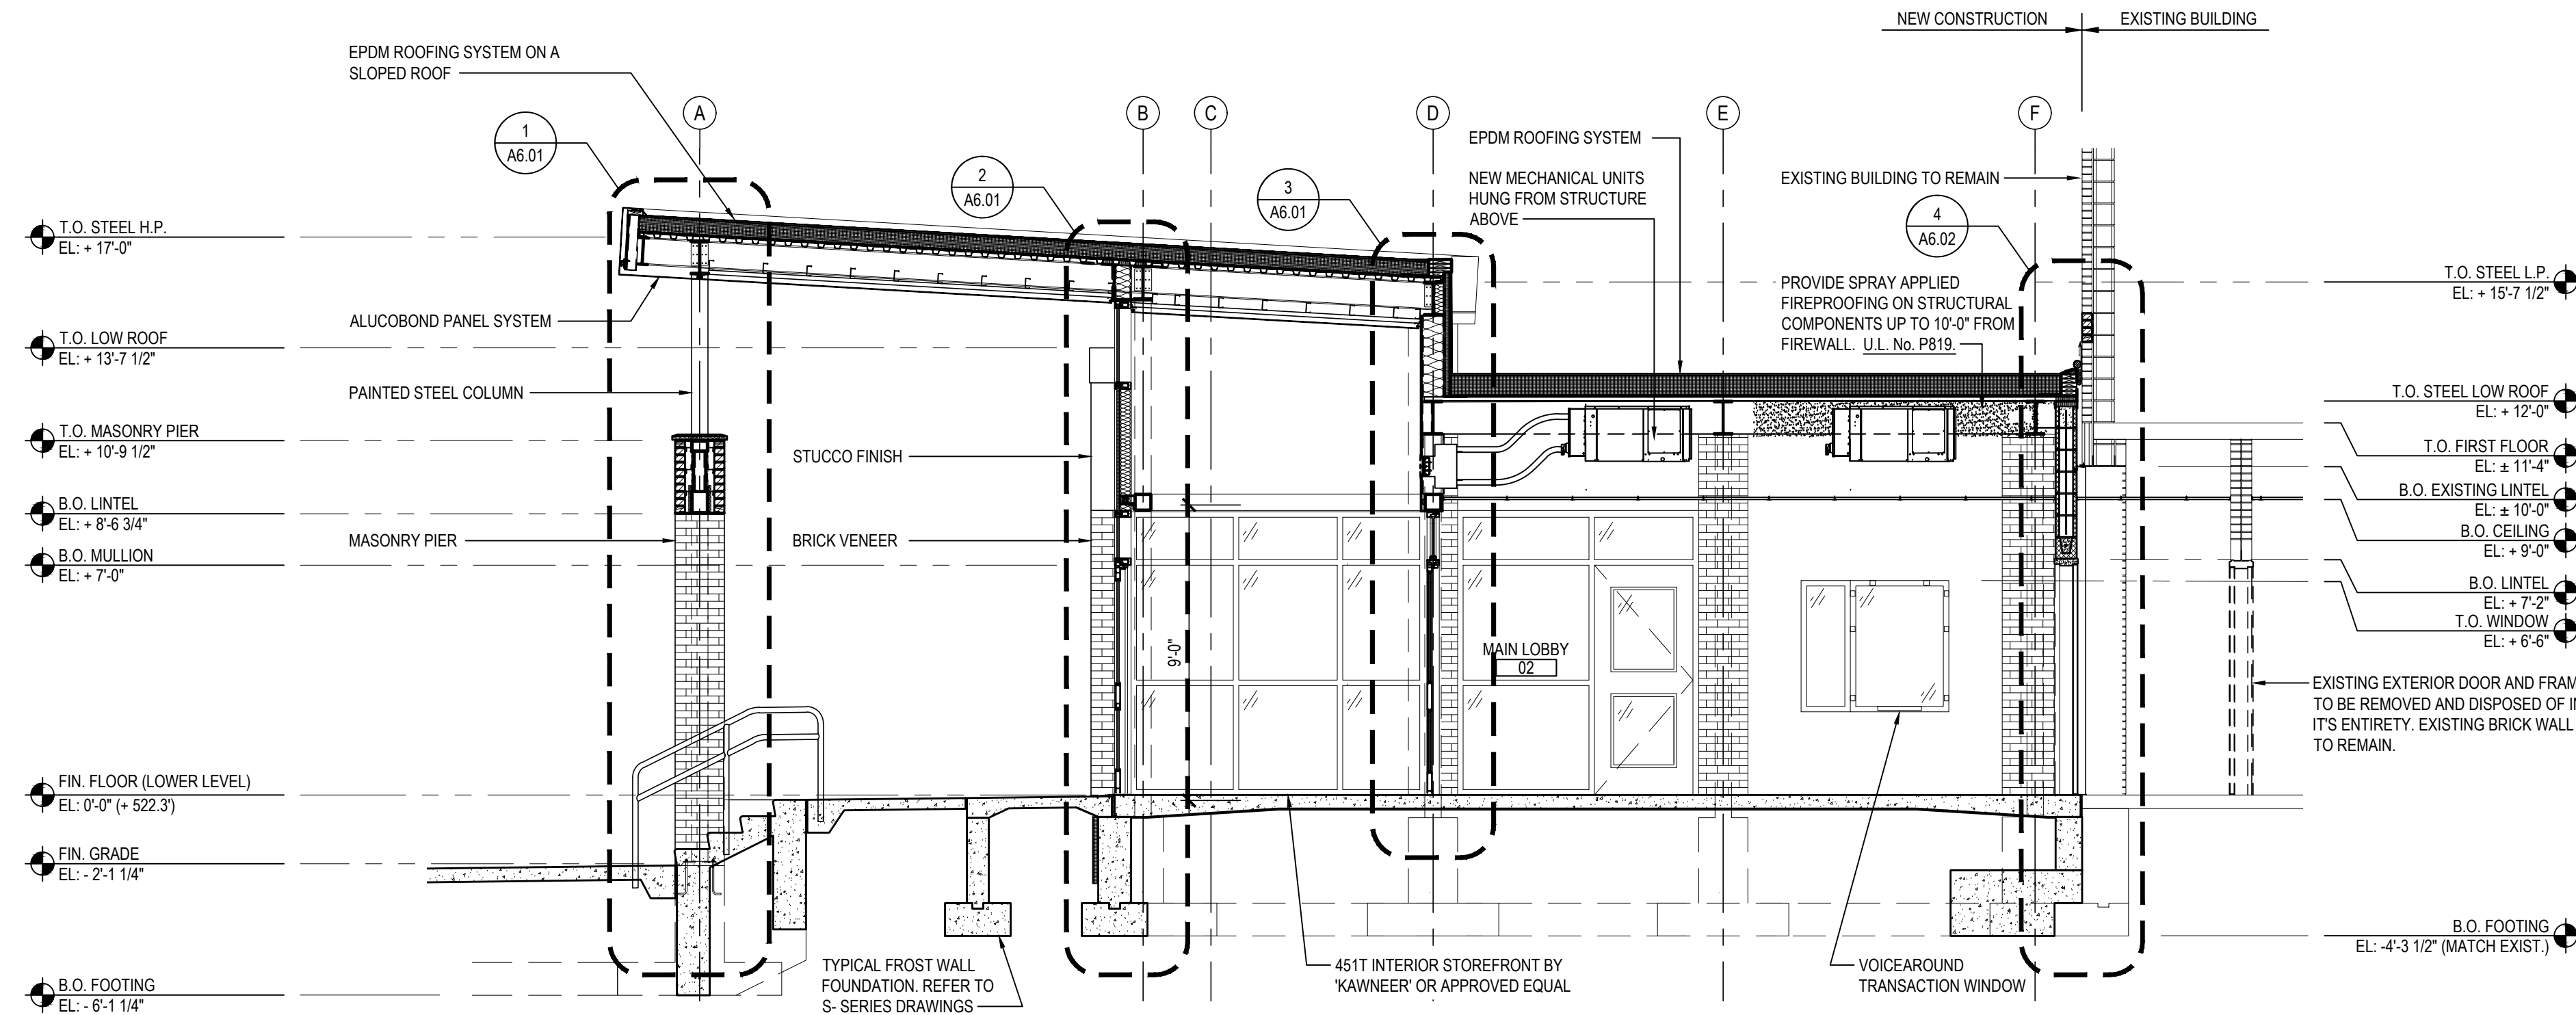 NEW CONSTRUCTION
EXISTING BUILDING
EPDM ROOFING SYSTEM ON A
SLOPED ROOF
1
A6.01
A
2
A6.01
B
C
3
A6.01
D
EPDM ROOFING SYSTEM
NEW MECHANICAL UNITS
HUNG FROM STRUCTURE
ABOVE
E
EXISTING BUILDING TO REMAIN
4
A6.02
F
PROVIDE SPRAY APPLIED
FIREPROOFING ON STRUCTURAL
COMPONENTS UP TO 10'-0" FROM
FIREWALL. U.L. No. P819.
T.O. STEEL H.P.
EL: + 17'-0"
T.O. LOW ROOF
EL: + 13'-7 1/2"
T.O. MASONRY PIER
EL: + 10'-9 1/2"
B.O. LINTEL
EL: + 8'-6 3/4"
B.O. MULLION
EL: + 7'-0"
FIN. FLOOR (LOWER LEVEL)
EL: 0'-0" (+ 522.3')
FIN. GRADE
EL: - 2'-1 1/4"
B.O. FOOTING
EL: - 6'-1 1/4"
ALUCOBOND PANEL SYSTEM
PAINTED STEEL COLUMN
MASONRY PIER
STUCCO FINISH
BRICK VENEER
9'-0"
MAIN LOBBY
02
TYPICAL FROST WALL
FOUNDATION. REFER TO
S- SERIES DRAWINGS
451T INTERIOR STOREFRONT BY
'KAWNEER' OR APPROVED EQUAL
VOICEAROUND
TRANSACTION WINDOW
T.O. STEEL L.P.
EL: + 15'-7 1/2"
T.O. STEEL LOW ROOF
EL: + 12'-0"
T.O. FIRST FLOOR
EL: ± 11'-4"
B.O. EXISTING LINTEL
EL: ± 10'-0"
B.O. CEILING
EL: + 9'-0"
B.O. LINTEL
EL: + 7'-2"
T.O. WINDOW
EL: + 6'-6"
EXISTING EXTERIOR DOOR AND FRAM
TO BE REMOVED AND DISPOSED OF I
IT'S ENTIRETY. EXISTING BRICK WALL
TO REMAIN.
B.O. FOOTING
EL: -4'-3 1/2" (MATCH EXIST.)